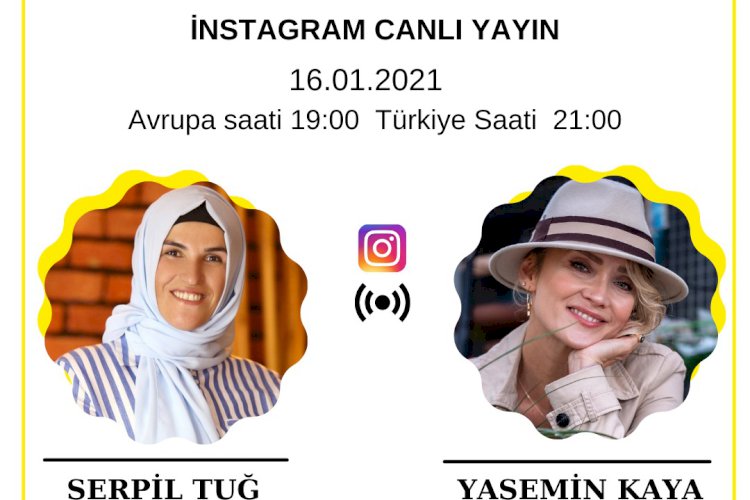 İNSTAGRAM CANLI YAYIN
16.01.2021
Avrupa saati 19:00  Türkiye Saati  21:00
SERPİL TUĞ
YASEMİN KAYA